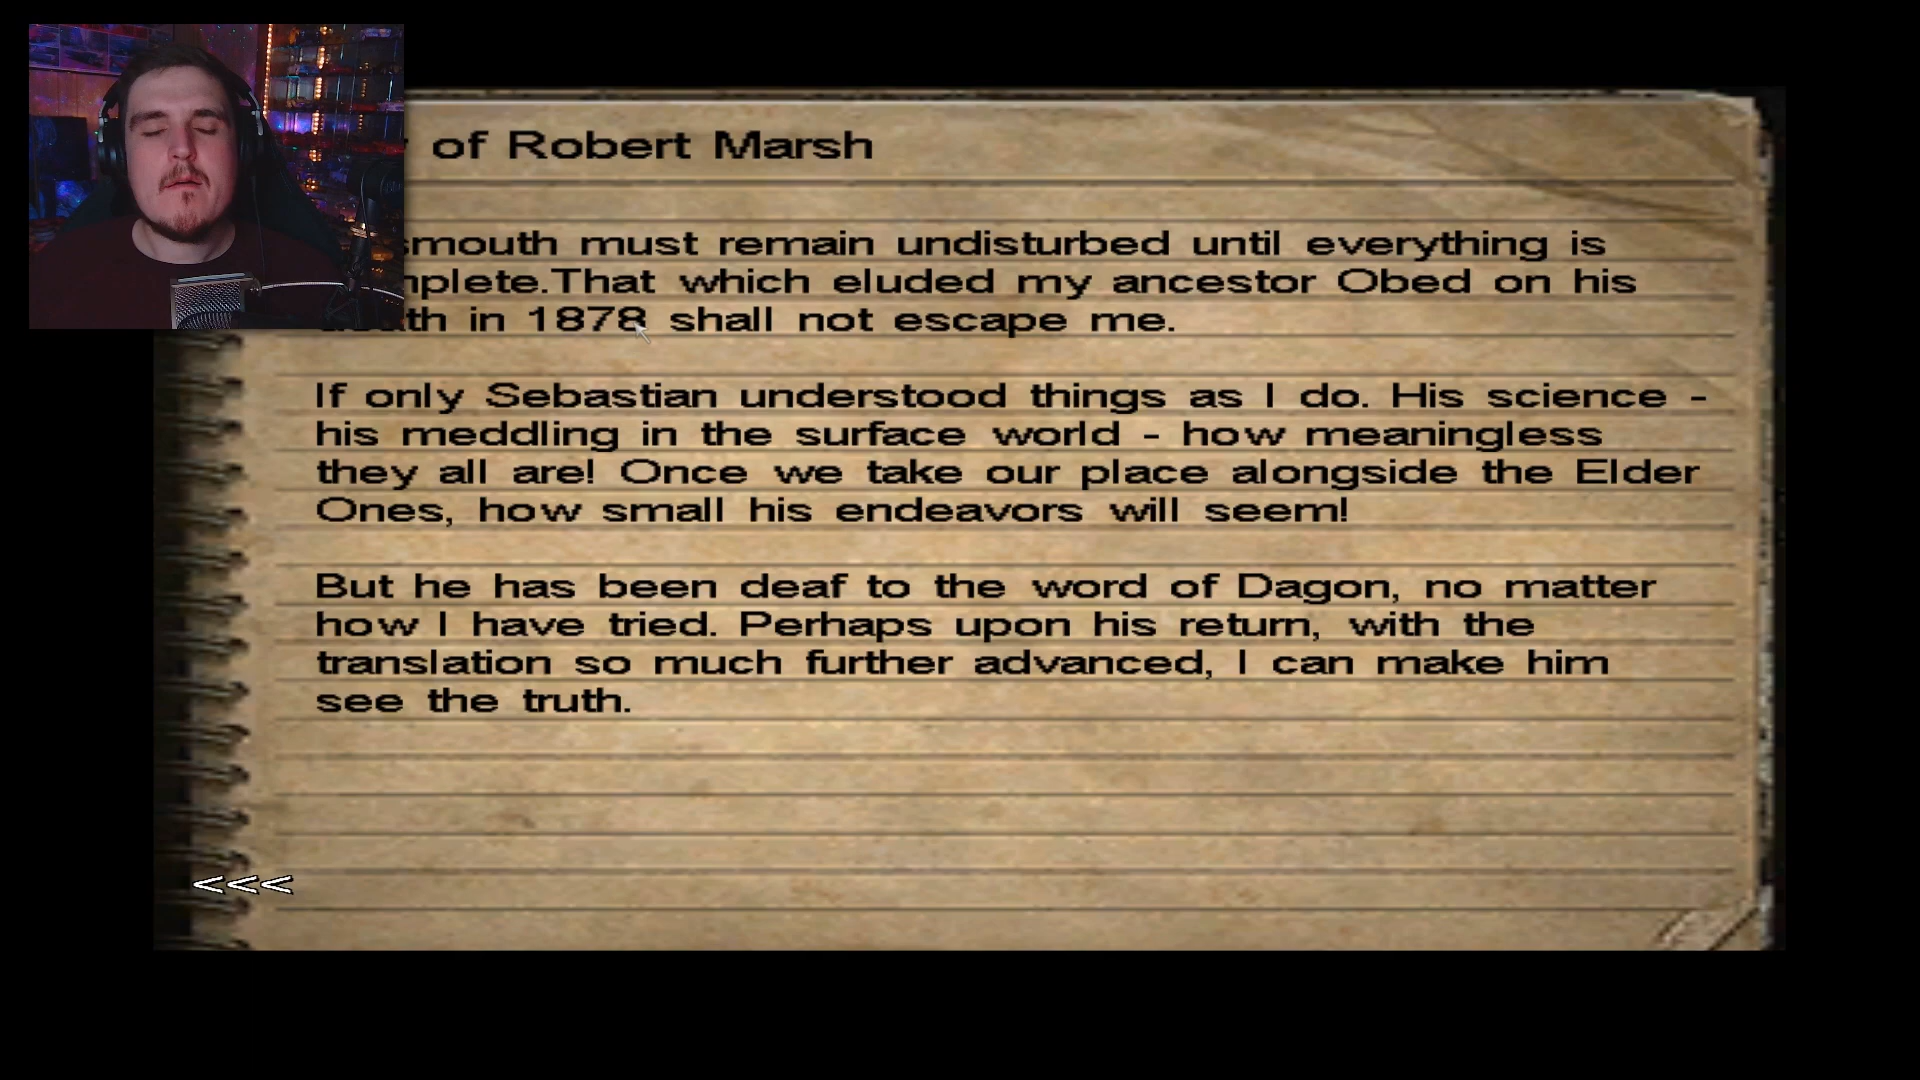 of Robert Marsh
must remain undisturbed until everything is
That which eluded my ancestor Obed on his
in 1878 shall not escape me.
If only Sebastian understood things as I do. His science -
his meddling in the surface world - how meaningless
they all are! Once we take our place alongside the Elder
Ones, how small his endeavors will seem!
But he has been deaf to the word of Dagon, no matter
how I have tried. Perhaps upon his return, with the
translation so much further advanced, I can make him
see the truth.
<<<